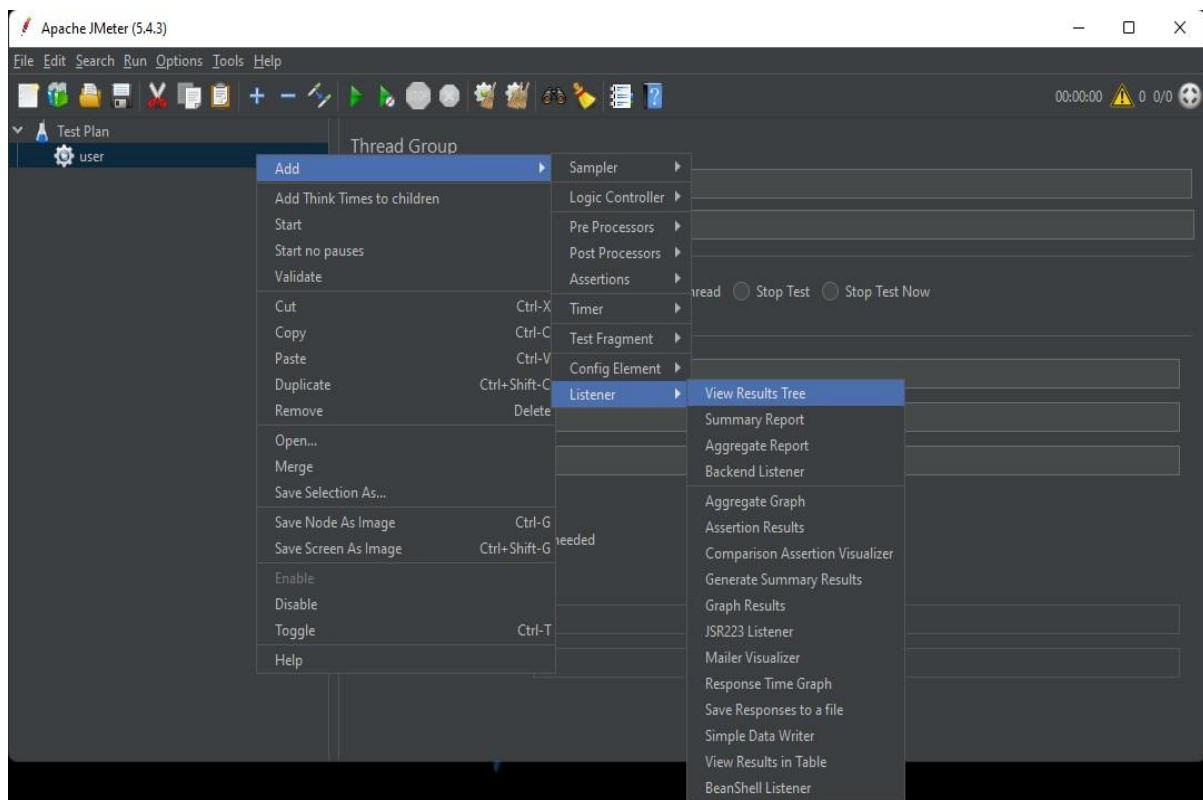 Apache JMeter (5.4.3)
File Edit Search Run Options Tools Help
00:00:00 0 0/0
Test Plan
user
Thread Group
Add
Add Think Times to children
Start
Start no pauses
Validate
Cut Ctrl-X
Copy Ctrl-C
Paste Ctrl-V
Duplicate Ctrl+Shift-C
Remove Delete
Open...
Merge
Save Selection As...
Save Node As Image Ctrl-G
Save Screen As Image Ctrl+Shift-G
Enable
Disable
Toggle Ctrl-T
Help
Sampler
Logic Controller
Pre Processors
Post Processors
Assertions
Timer
Test Fragment
Config Element
Listener
hread Stop Test Stop Test Now
needed
View Results Tree
Summary Report
Aggregate Report
Backend Listener
Aggregate Graph
Assertion Results
Comparison Assertion Visualizer
Generate Summary Results
Graph Results
JSR223 Listener
Mailer Visualizer
Response Time Graph
Save Responses to a file
Simple Data Writer
View Results in Table
BeanShell Listener